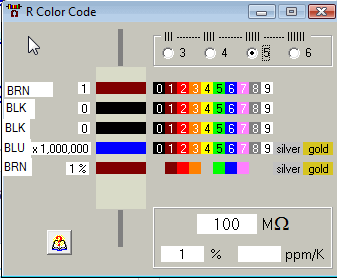 R Color Code
3 4 5 6
BRN 1 0 1 2 3 4 5 6 7 8 9
BLK 0 0 1 2 3 4 5 6 7 8 9
BLK 0 0 1 2 3 4 5 6 7 8 9
BLU x 1,000,000 0 1 2 3 4 5 6 7 8 9 silver gold
BRN 1 %
100 MΩ
1 % ppm/K